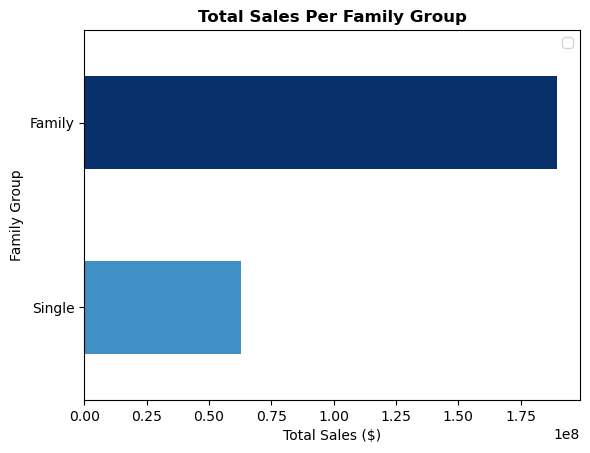 Total Sales Per Family Group
Family
Single
Family Group
0.00 0.25 0.50 0.75 1.00 1.25 1.50 1.75
1e8
Total Sales ($)